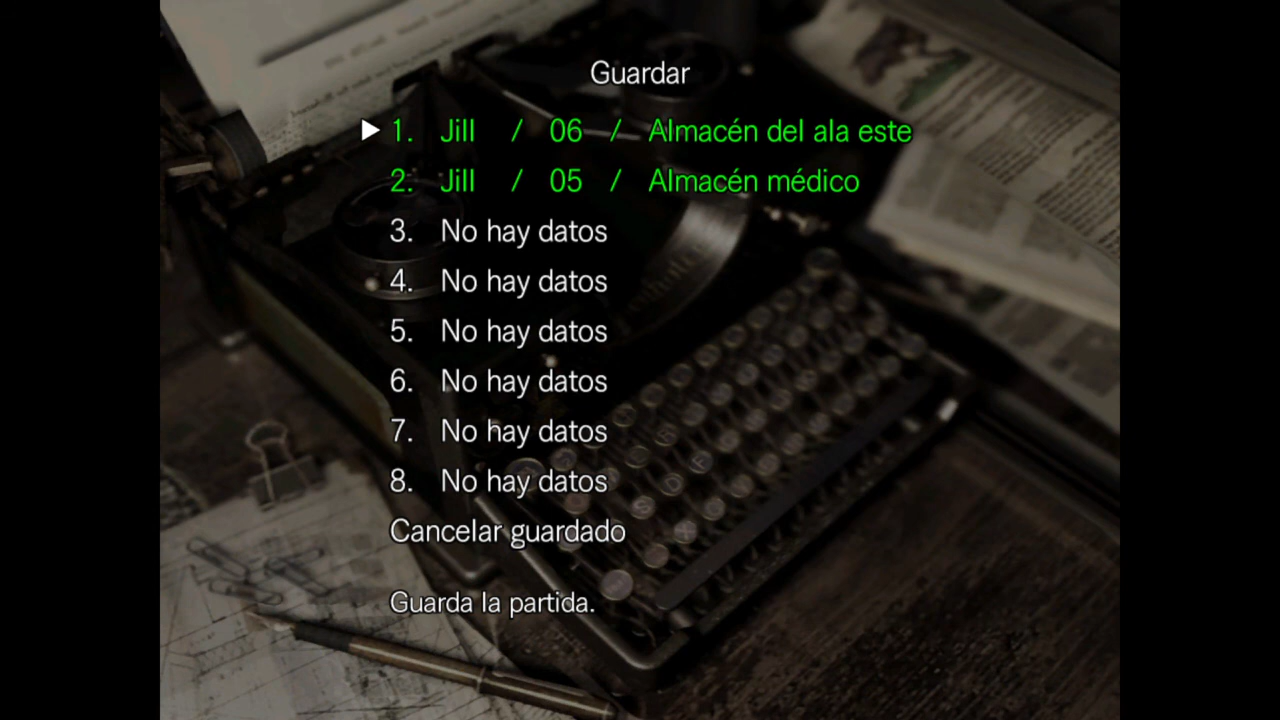 Guardar
1. Jill / 06 / Almacén del ala este
2. Jill / 05 / Almacén médico
3. No hay datos
4. No hay datos
5. No hay datos
6. No hay datos
7. No hay datos
8. No hay datos
Cancelar guardado
Guarda la partida.